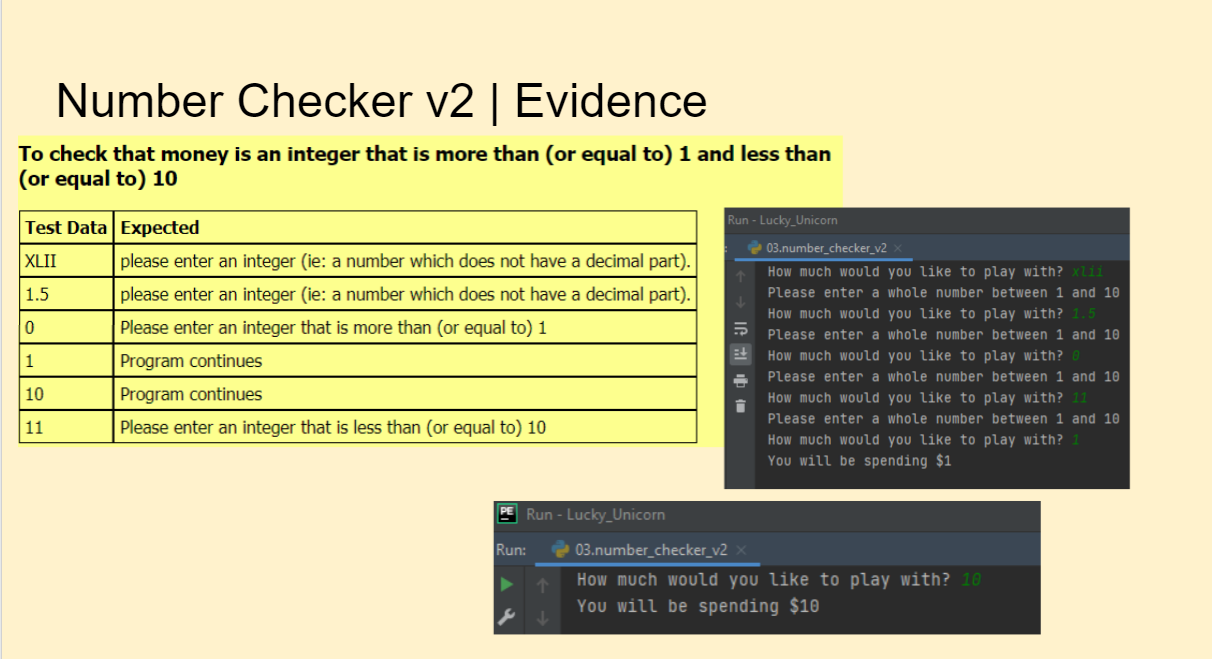 Number Checker v2 | Evidence
To check that money is an integer that is more than (or equal to) 1 and less than
(or equal to) 10
Test Data Expected
XLII please enter an integer (ie: a number which does not have a decimal part).
1.5 please enter an integer (ie: a number which does not have a decimal part).
0 Please enter an integer that is more than (or equal to) 1
1 Program continues
10 Program continues
11 Please enter an integer that is less than (or equal to) 10
Run - Lucky_Unicorn
: 03.number_checker_v2 ×
How much would you like to play with? xlii
Please enter a whole number between 1 and 10
How much would you like to play with? 1.5
Please enter a whole number between 1 and 10
How much would you like to play with? 0
Please enter a whole number between 1 and 10
How much would you like to play with? 11
Please enter a whole number between 1 and 10
How much would you like to play with? 1
You will be spending $1
PE Run - Lucky_Unicorn
Run: 03.number_checker_v2 ×
How much would you like to play with? 10
You will be spending $10